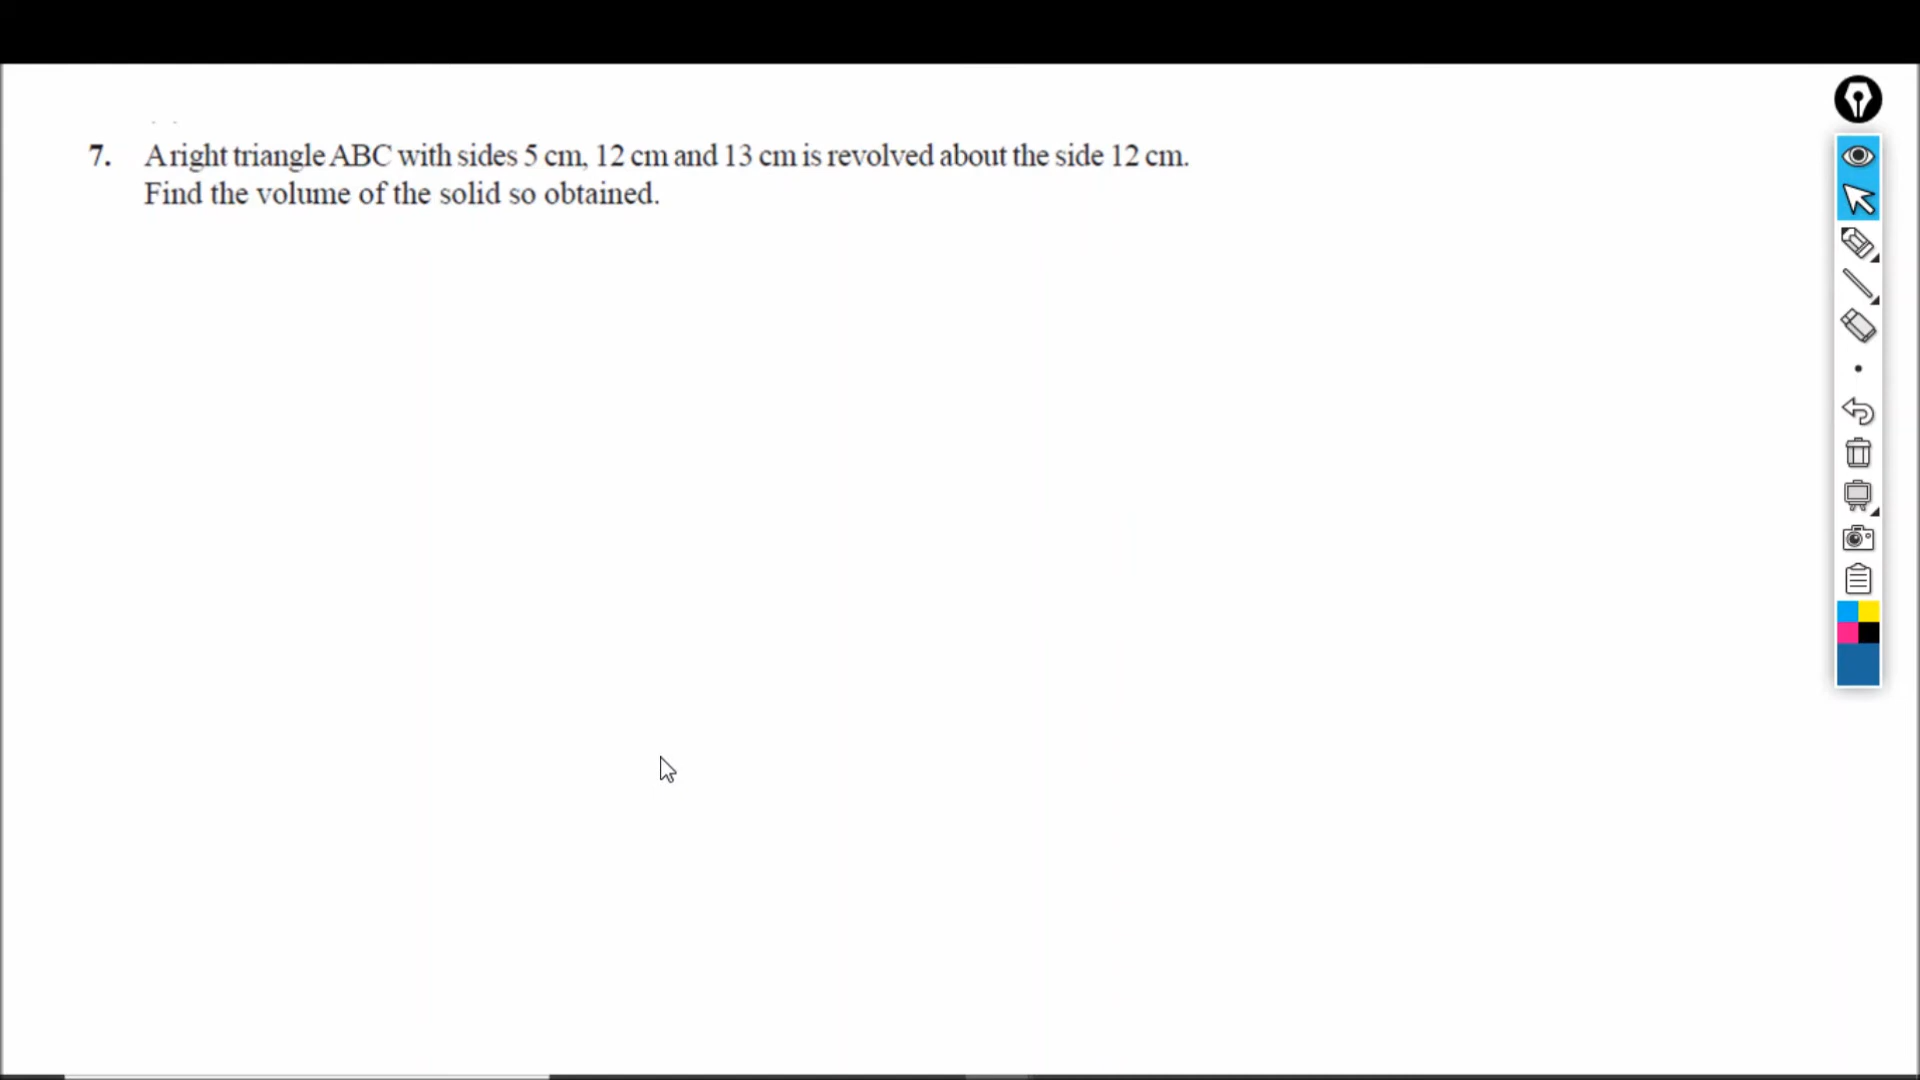 7. A right triangle ABC with sides 5 cm, 12 cm and 13 cm is revolved about the side 12 cm.
Find the volume of the solid so obtained.